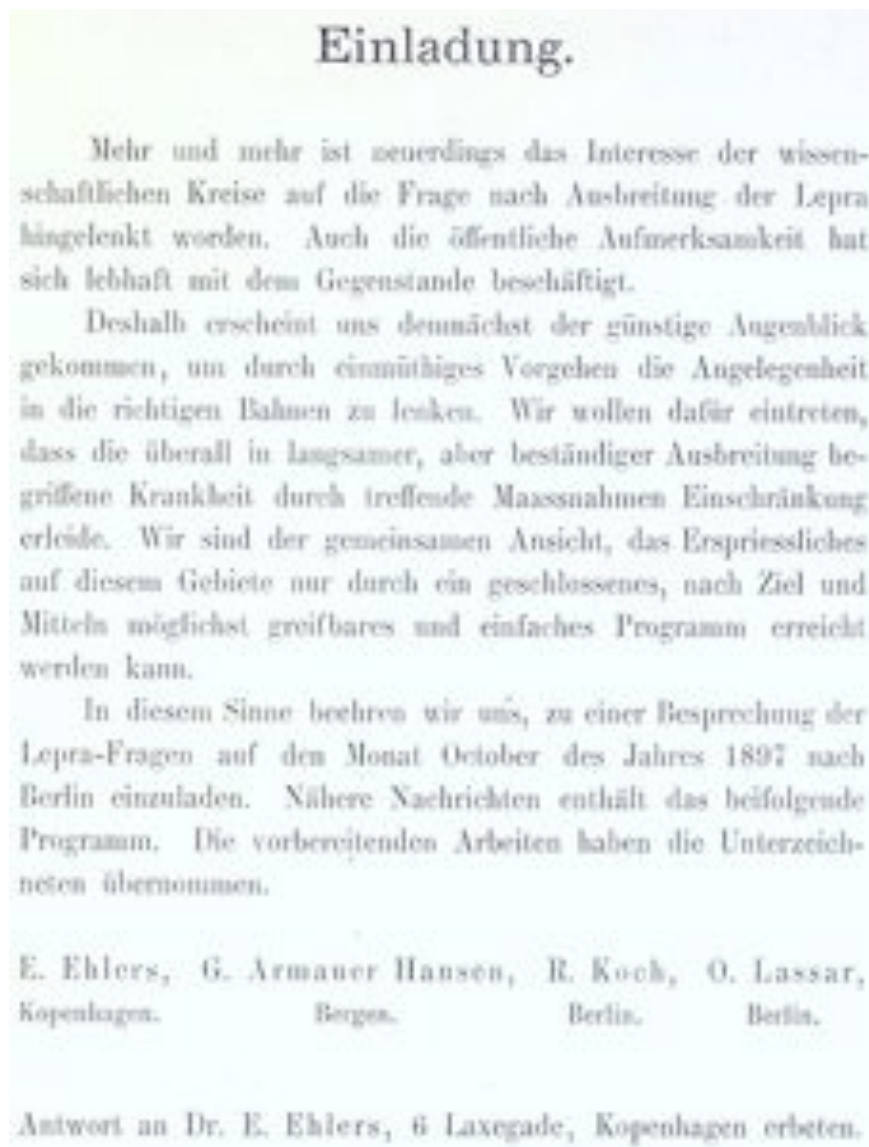 Einladung.
Mehr und mehr ist neuerdings das Interesse der wissen-
schaftlichen Kreise auf die Frage nach Ausbreitung der Lepra
hingelenkt worden. Auch die öffentliche Aufmerksamkeit hat
sich lebhaft mit dem Gegenstande beschäftigt.
Deshalb erscheint uns demnächst der günstige Augenblick
gekommen, um durch einmüthiges Vorgehen die Angelegenheit
in die richtigen Bahnen zu lenken. Wir wollen dafür eintreten,
dass die überall in langsamer, aber beständiger Ausbreitung be-
griffene Krankheit durch treffende Maassnahmen Einschränkung
erleide. Wir sind der gemeinsamen Ansicht, das Erspriessliches
auf diesem Gebiete nur durch ein geschlossenes, nach Ziel und
Mitteln möglichst greifbares und einfaches Programm erreicht
werden kann.
In diesem Sinne beehren wir uns, zu einer Besprechung der
Lepra-Fragen auf den Monat October des Jahres 1897 nach
Berlin einzuladen. Nähere Nachrichten enthält das beifolgende
Programm. Die vorbereitenden Arbeiten haben die Unterzeich-
neten übernommen.
E. Ehlers, G. Armauer Hansen, R. Koch, O. Lassar,
Kopenhagen. Bergen. Berlin. Berlin.
Antwort an Dr. E. Ehlers, 6 Laxegade, Kopenhagen erbeten.